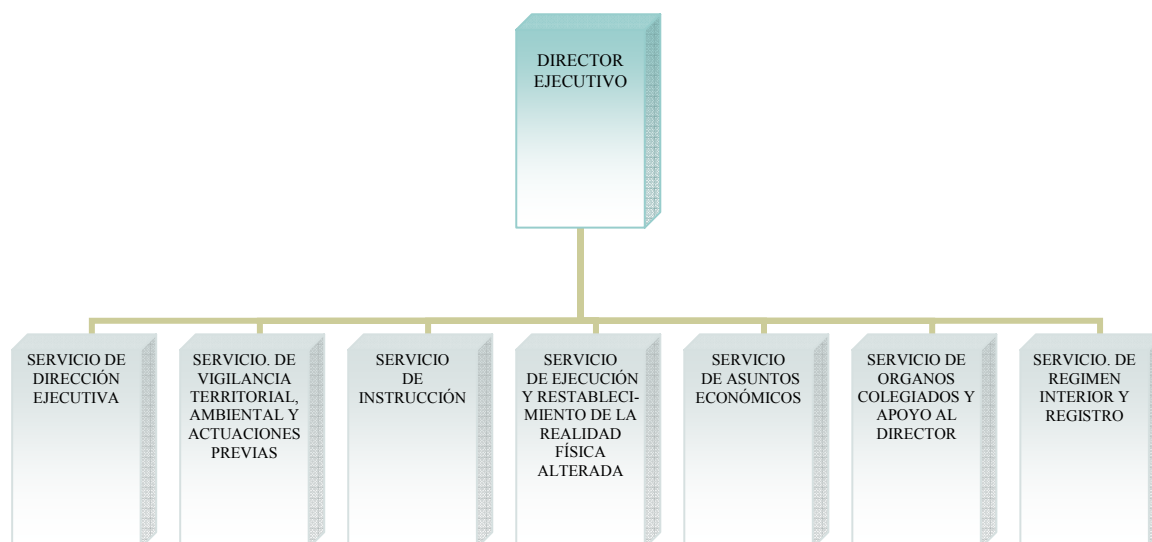 DIRECTOR
EJECUTIVO
SERVICIO DE
DIRECCIÓN
EJECUTIVA
SERVICIO. DE
VIGILANCIA
TERRITORIAL,
AMBIENTAL Y
ACTUACIONES
PREVIAS
SERVICIO
DE
INSTRUCCIÓN
SERVICIO
DE EJECUCIÓN
Y RESTABLECI-
MIENTO DE LA
REALIDAD
FÍSICA
ALTERADA
SERVICIO
DE ASUNTOS
ECONÓMICOS
SERVICIO DE
ORGANOS
COLEGIADOS Y
APOYO AL
DIRECTOR
SERVICIO. DE
REGIMEN
INTERIOR Y
REGISTRO